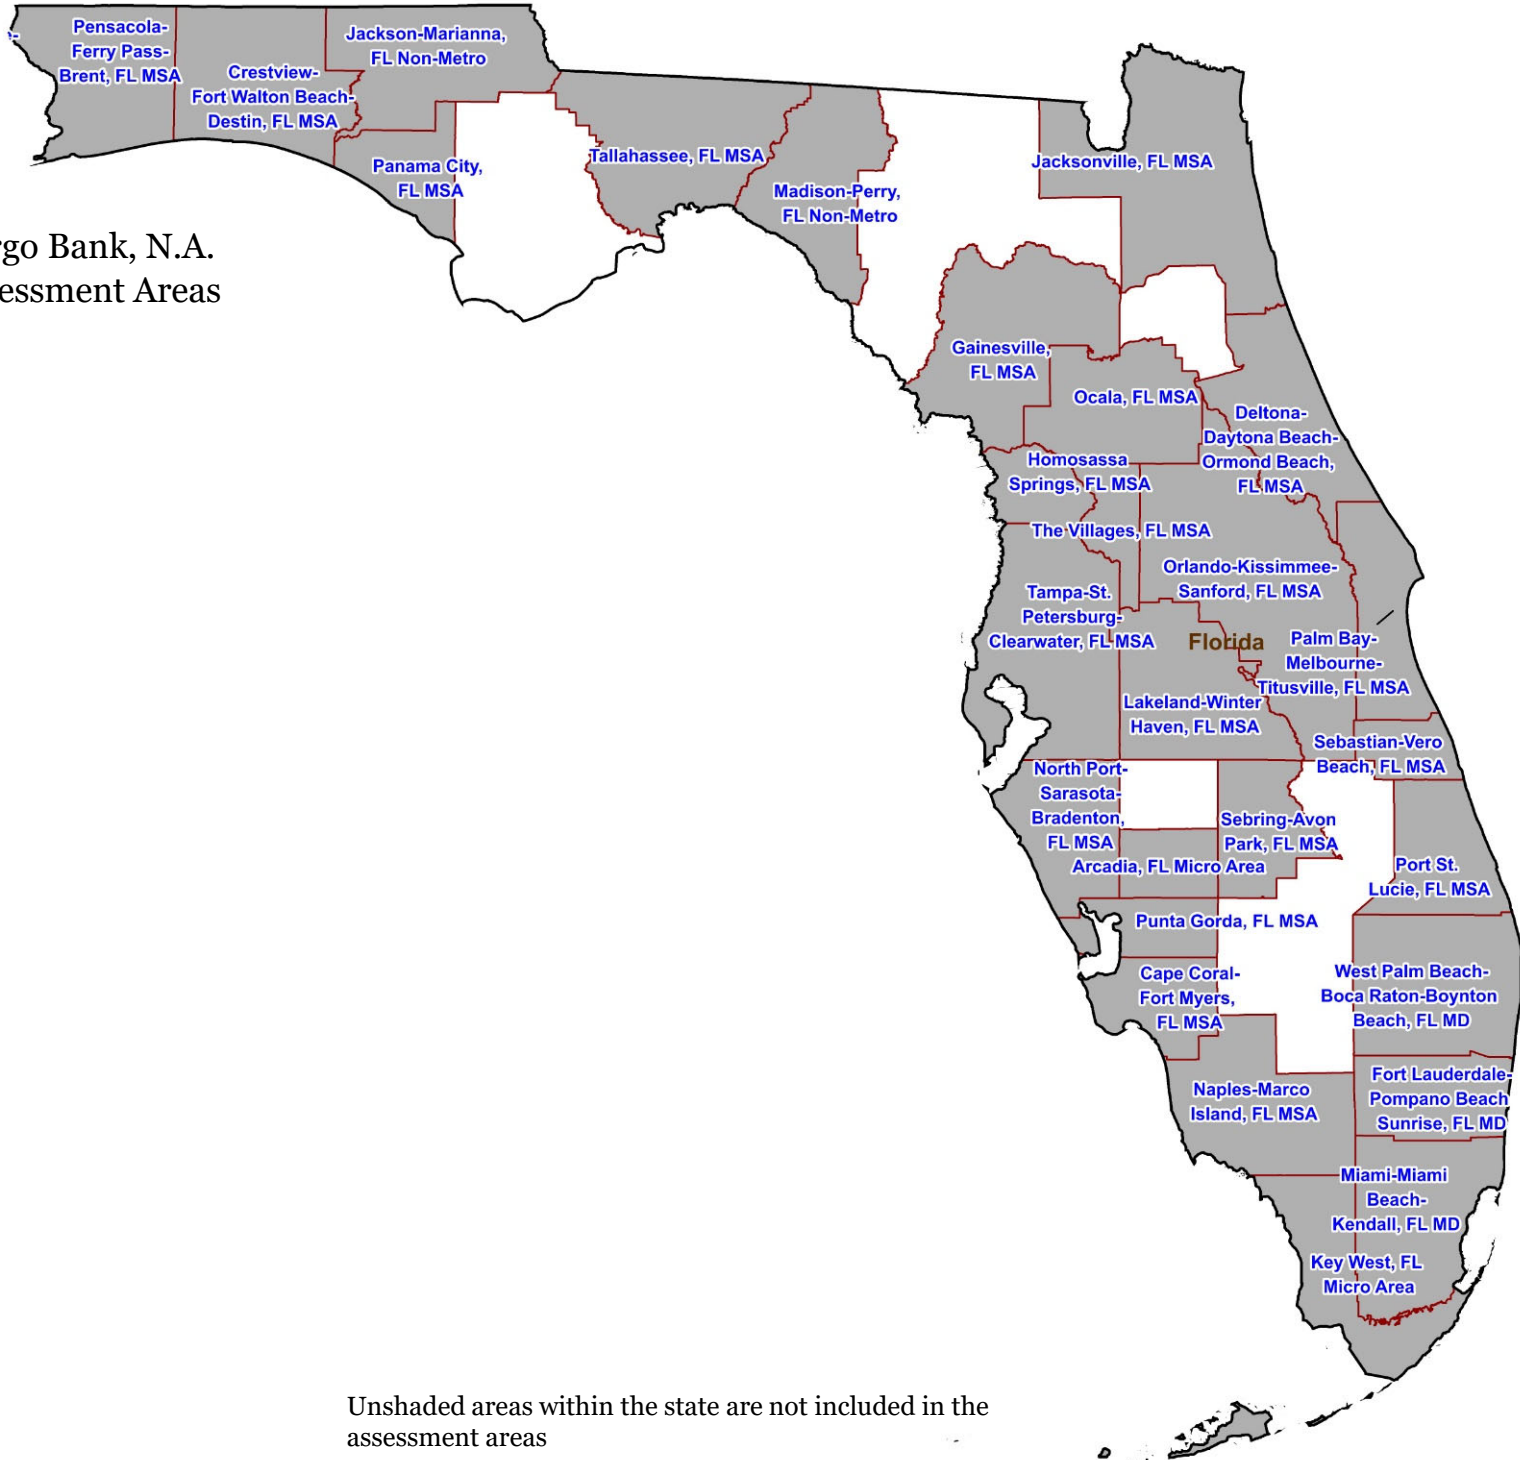 Pensacola-
Ferry Pass-
Brent, FL MSA
Crestview-
Fort Walton Beach-
Destin, FL MSA
Jackson-Marianna,
FL Non-Metro
Panama City,
FL MSA
Tallahassee, FL MSA
Madison-Perry,
FL Non-Metro
Jacksonville, FL MSA
rgo Bank, N.A.
essment Areas
Gainesville,
FL MSA
Ocala, FL MSA
Deltona-
Daytona Beach-
Ormond Beach,
FL MSA
Homosassa
Springs, FL MSA
The Villages, FL MSA
Orlando-Kissimmee-
Sanford, FL MSA
Tampa-St.
Petersburg-
Clearwater, FL MSA
Florida
Palm Bay-
Melbourne-
Titusville, FL MSA
Lakeland-Winter
Haven, FL MSA
Sebastian-Vero
Beach, FL MSA
North Port-
Sarasota-
Bradenton,
FL MSA
Sebring-Avon
Park, FL MSA
Arcadia, FL Micro Area
Port St.
Lucie, FL MSA
Punta Gorda, FL MSA
Cape Coral-
Fort Myers,
FL MSA
West Palm Beach-
Boca Raton-Boynton
Beach, FL MD
Naples-Marco
Island, FL MSA
Fort Lauderdale-
Pompano Beach
Sunrise, FL MD
Miami-Miami
Beach-
Kendall, FL MD
Key West, FL
Micro Area
Unshaded areas within the state are not included in the
assessment areas